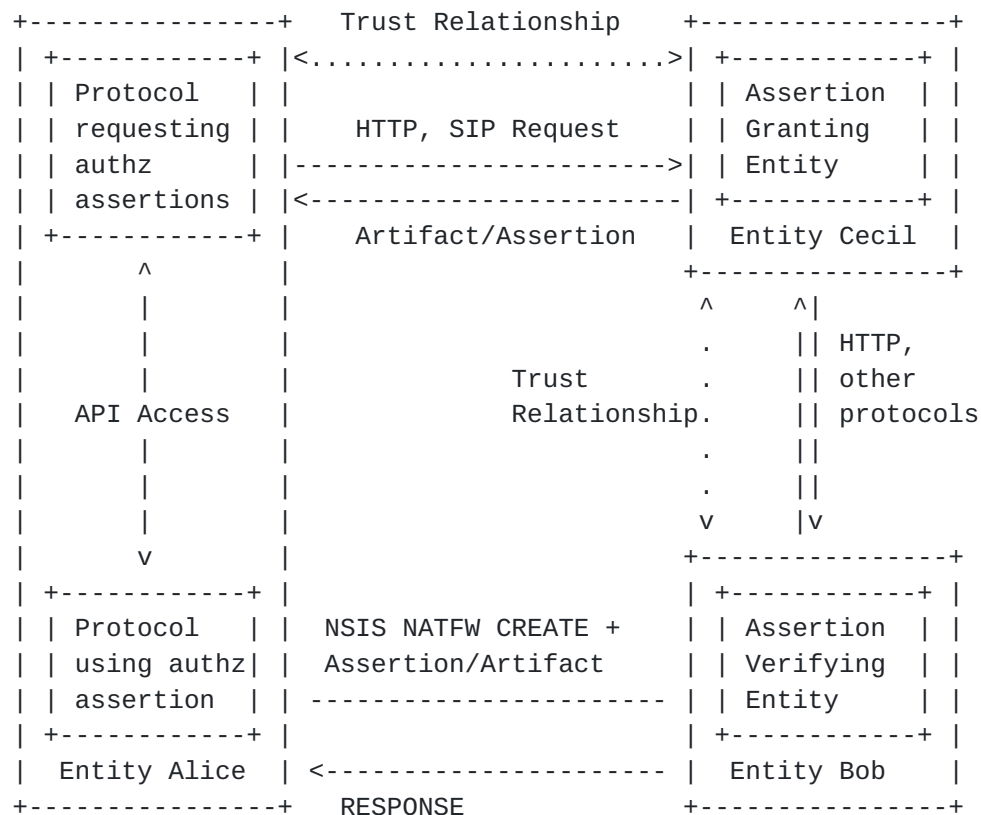 +----------------+   Trust Relationship    +----------------+
| +------------+ |<.......................>| +------------+ |
| | Protocol   | |                         | | Assertion  | |
| | requesting | |    HTTP, SIP Request    | | Granting   | |
| | authz      | |------------------------>| | Entity     | |
| | assertions | |<------------------------| +------------+ |
| +------------+ |    Artifact/Assertion   |  Entity Cecil  |
|       ^        |                         +----------------+
|       |        |                          ^     ^|
|       |        |                          .     || HTTP,
|       |        |              Trust       .     || other
|   API Access   |              Relationship.     || protocols
|       |        |                          .     ||
|       |        |                          .     ||
|       |        |                          v     |v
|       v        |                         +----------------+
| +------------+ |                         | +------------+ |
| | Protocol   | |  NSIS NATFW CREATE +    | | Assertion  | |
| | using authz| |  Assertion/Artifact     | | Verifying  | |
| | assertion  | | ----------------------- | | Entity     | |
| +------------+ |                         | +------------+ |
|  Entity Alice  | <---------------------- |  Entity Bob    |
+----------------+   RESPONSE              +----------------+